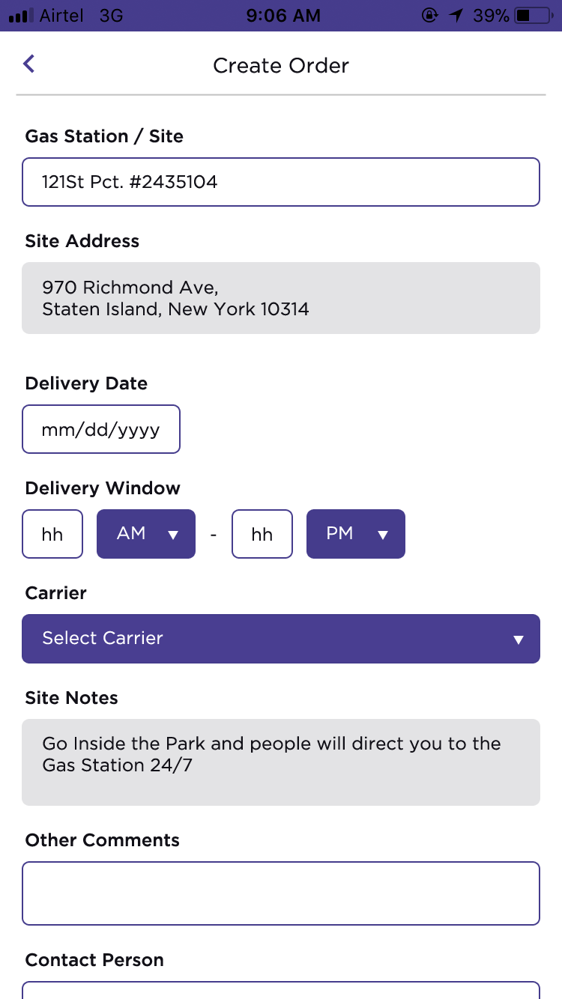 Airtel 3G 9:06 AM 39%
Create Order
Gas Station / Site
121St Pct. #2435104
Site Address
970 Richmond Ave,
Staten Island, New York 10314
Delivery Date
mm/dd/yyyy
Delivery Window
hh AM - hh PM
Carrier
Select Carrier
Site Notes
Go Inside the Park and people will direct you to the
Gas Station 24/7
Other Comments
Contact Person